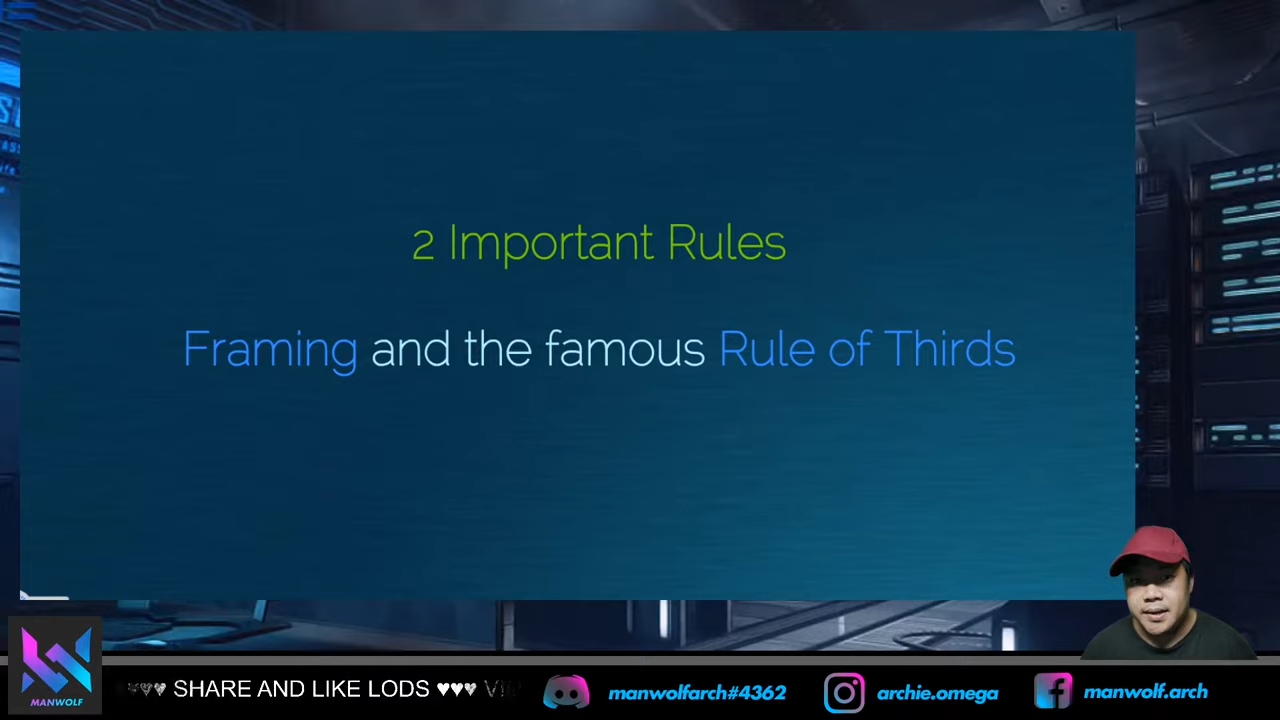 2 Important Rules
Framing and the famous Rule of Thirds
MANWOLF
♥♥♥ SHARE AND LIKE LODS ♥♥♥
manwolfarch#4362
archie.omega
manwolf.arch